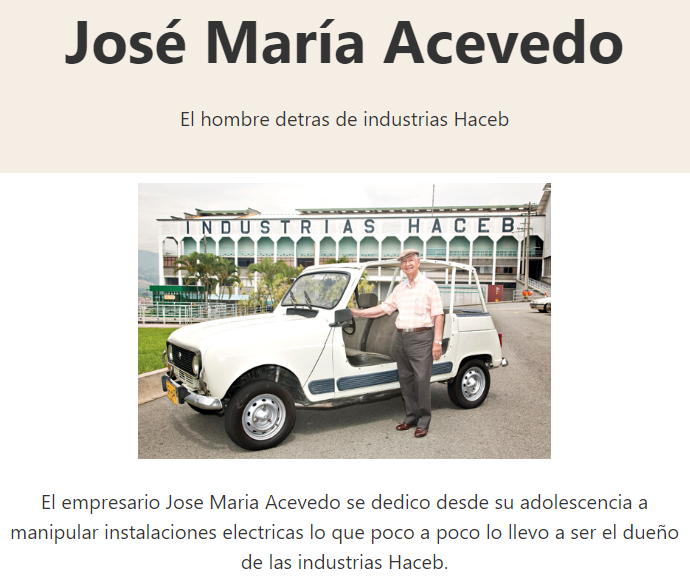 José María Acevedo
El hombre detras de industrias Haceb
INDUSTRIAS HACEB
El empresario Jose Maria Acevedo se dedico desde su adolescencia a
manipular instalaciones electricas lo que poco a poco lo llevo a ser el dueño
de las industrias Haceb.